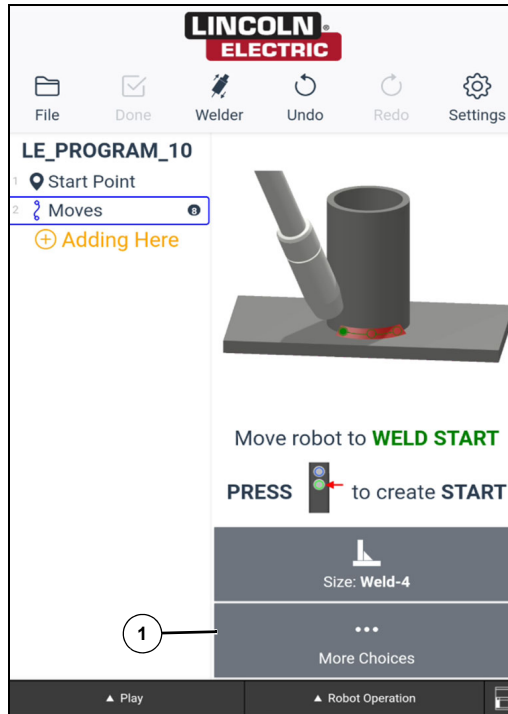 LINCOLN
ELECTRIC
File
Done
Welder
Undo
Redo
Settings
LE_PROGRAM_10
1 Start Point
2 Moves 8
Adding Here
Move robot to WELD START
PRESS to create START
Size: Weld-4
1
More Choices
▲ Play
▲ Robot Operation